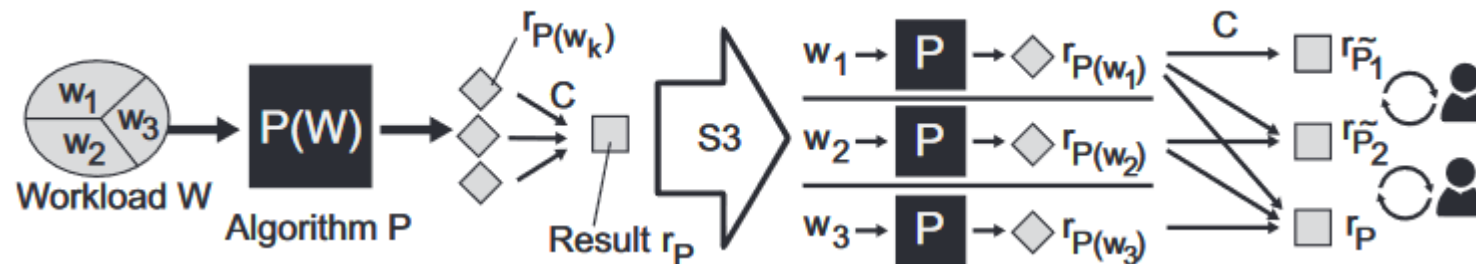 w1
w2
w3
Workload W
P(W)
Algorithm P
rP(wk)
C
Result rP
S3
w1 P rP(w1)
w2 P rP(w2)
w3 P rP(w3)
C
rP̃1
rP̃2
rP